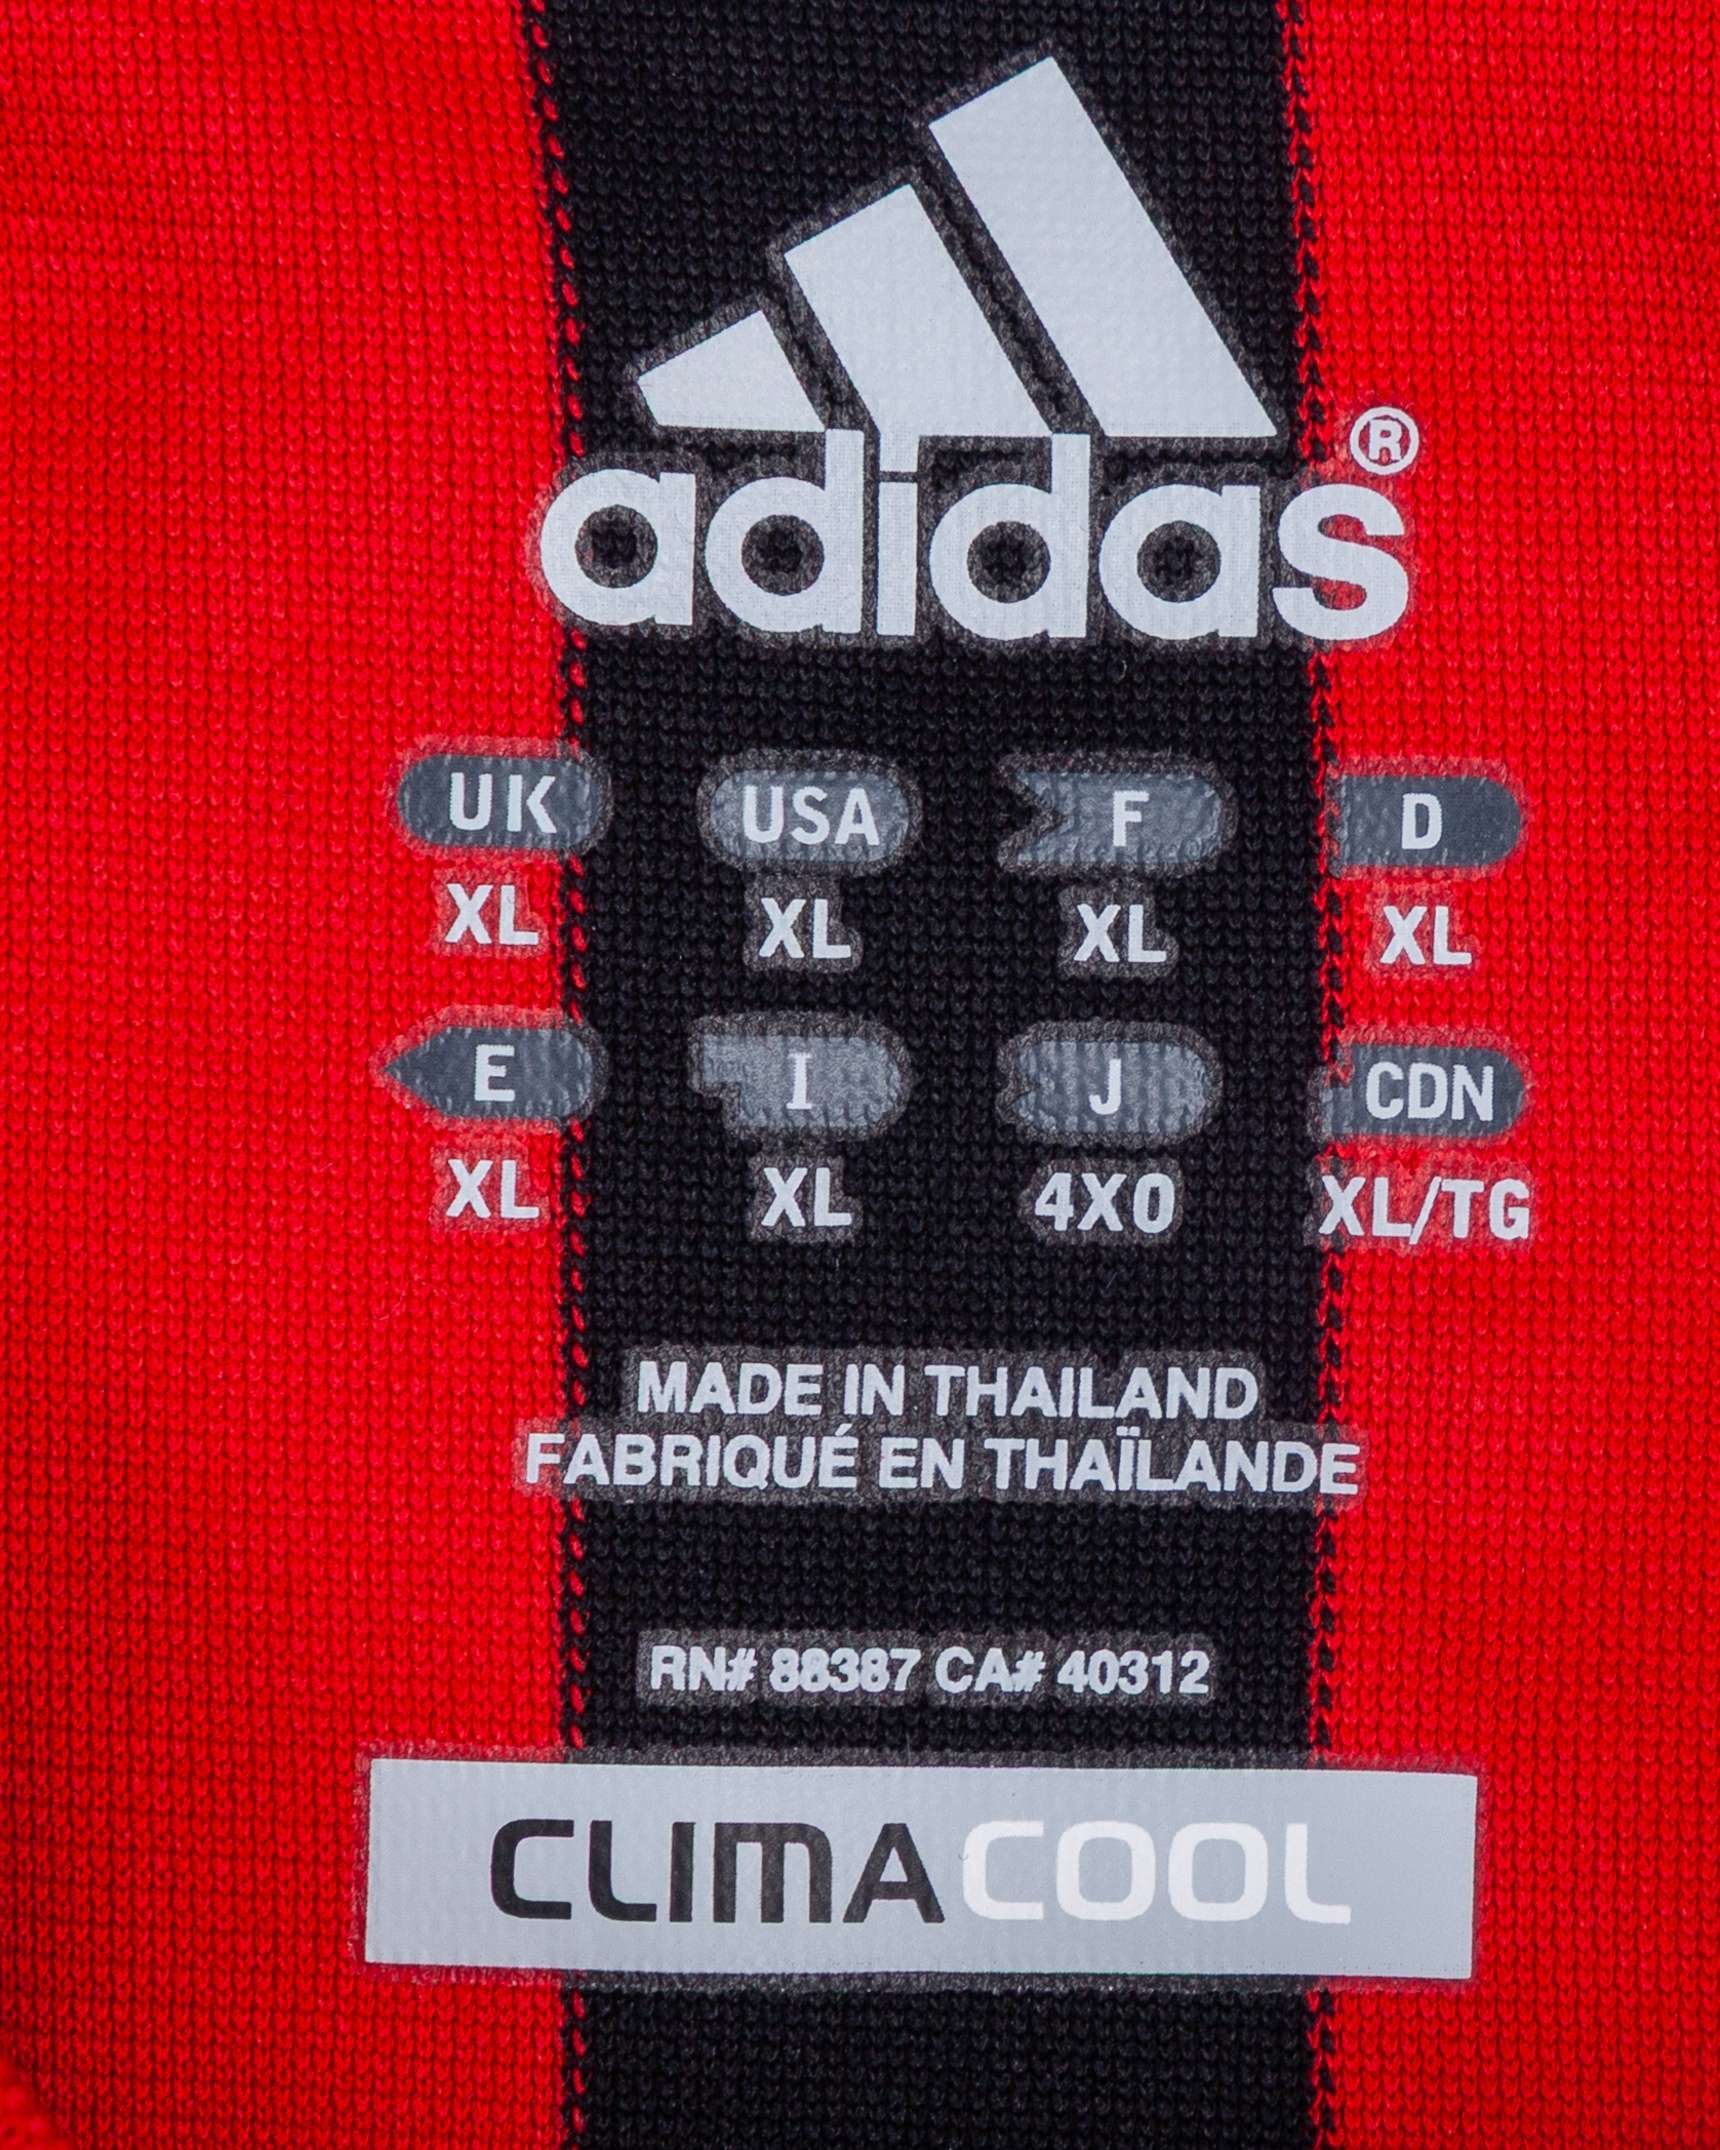 adidas®
UK USA F D
XL XL XL XL
E I J CDN
XL XL 4XO XL/TG
MADE IN THAILAND
FABRIQUÉ EN THAÏLANDE
RN# 88387 CA# 40312
CLIMACOOL